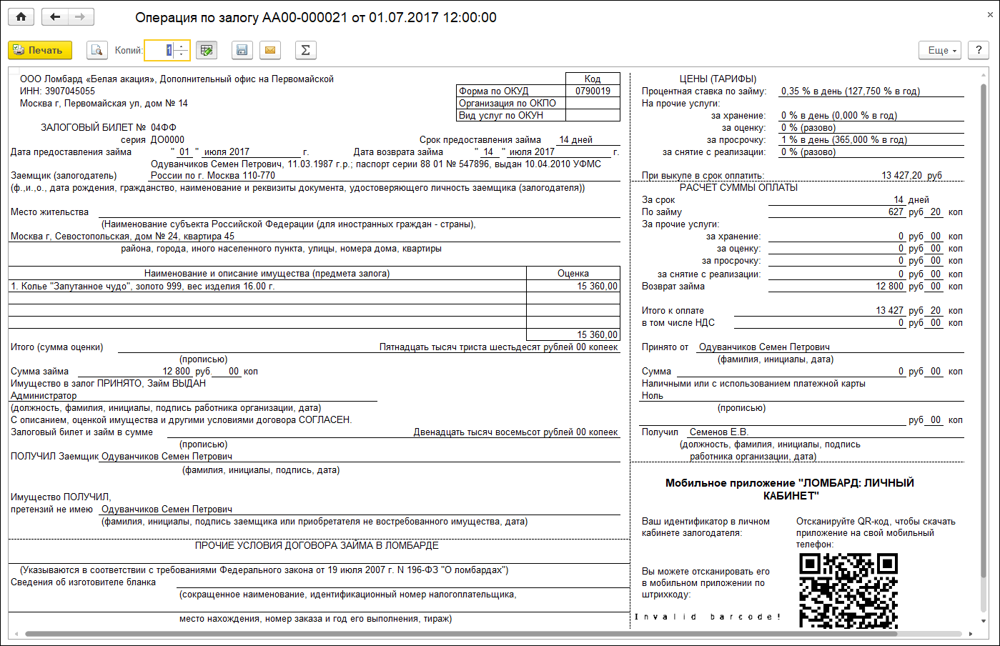 Операция по залогу АА00-000021 от 01.07.2017 12:00:00
Печать
Копий: 1
Еще
?
ООО Ломбард «Белая акация», Дополнительный офис на Первомайской
ИНН: 3907045055
Москва г, Первомайская ул, дом № 14
Код
Форма по ОКУД 0790019
Организация по ОКПО
Вид услуг по ОКУН
ЗАЛОГОВЫЙ БИЛЕТ № 04ФФ
серия ДО0000
Срок предоставления займа 14 дней
Дата предоставления займа " 01 " июля 2017 г. Дата возврата займа " 14 " июля 2017 г.
Одуванчиков Семен Петрович, 11.03.1987 г.р.; паспорт серии 88 01 № 547896, выдан 10.04.2010 УФМС
Заемщик (залогодатель) России по г. Москва 110-770
(ф.,и.,о., дата рождения, гражданство, наименование и реквизиты документа, удостоверяющего личность заемщика (залогодателя))
Место жительства
(Наименование субъекта Российской Федерации (для иностранных граждан - страны),
Москва г, Севостопольская, дом № 24, квартира 45
района, города, иного населенного пункта, улицы, номера дома, квартиры
Наименование и описание имущества (предмета залога) Оценка
1. Колье "Запутанное чудо", золото 999, вес изделия 16.00 г. 15 360,00
15 360,00
Итого (сумма оценки) Пятнадцать тысяч триста шестьдесят рублей 00 копеек
(прописью)
Сумма займа 12 800 руб. 00 коп
Имущество в залог ПРИНЯТО, Займ ВЫДАН
Администратор
(должность, фамилия, инициалы, подпись работника организации, дата)
С описанием, оценкой имущества и другими условиями договора СОГЛАСЕН.
Залоговый билет и займ в сумме Двенадцать тысяч восемьсот рублей 00 копеек
(прописью)
ПОЛУЧИЛ Заемщик Одуванчиков Семен Петрович
(фамилия, инициалы, подпись, дата)
Имущество ПОЛУЧИЛ,
претензий не имею Одуванчиков Семен Петрович
(фамилия, инициалы, подпись заемщика или приобретателя не востребованного имущества, дата)
ПРОЧИЕ УСЛОВИЯ ДОГОВОРА ЗАЙМА В ЛОМБАРДЕ
(Указываются в соответствии с требованиями Федерального закона от 19 июля 2007 г. N 196-ФЗ "О ломбардах")
Сведения об изготовителе бланка
(сокращенное наименование, идентификационный номер налогоплательщика,
место нахождения, номер заказа и год его выполнения, тираж)
ЦЕНЫ (ТАРИФЫ)
Процентная ставка по займу: 0,35 % в день (127,750 % в год)
На прочие услуги:
за хранение: 0 % в день (0,000 % в год)
за оценку: 0 % (разово)
за просрочку: 1 % в день (365,000 % в год)
за снятие с реализации: 0 % (разово)
При выкупе в срок оплатить: 13 427,20 руб
РАСЧЕТ СУММЫ ОПЛАТЫ
За срок 14 дней
По займу 627 руб 20 коп
За прочие услуги:
за хранение: 0 руб 00 коп
за оценку: 0 руб 00 коп
за просрочку: 0 руб 00 коп
за снятие с реализации: 0 руб 00 коп
Возврат займа 12 800 руб 00 коп
Итого к оплате 13 427 руб 20 коп
в том числе НДС 0 руб 00 коп
Принято от Одуванчиков Семен Петрович
(фамилия, инициалы, дата)
Сумма 0 руб 00 коп
Наличными или с использованием платежной карты
Ноль
(прописью)
руб 00 коп
Получил Семенов Е.В.
(должность, фамилия, инициалы, подпись
работника организации, дата)
Мобильное приложение "ЛОМБАРД: ЛИЧНЫЙ
КАБИНЕТ"
Ваш идентификатор в личном
кабинете залогодателя:
Вы можете отсканировать его
в мобильном приложении по
штрихкоду:
Invalid barcode!
Отсканируйте QR-код, чтобы скачать
приложение на свой мобильный
телефон: